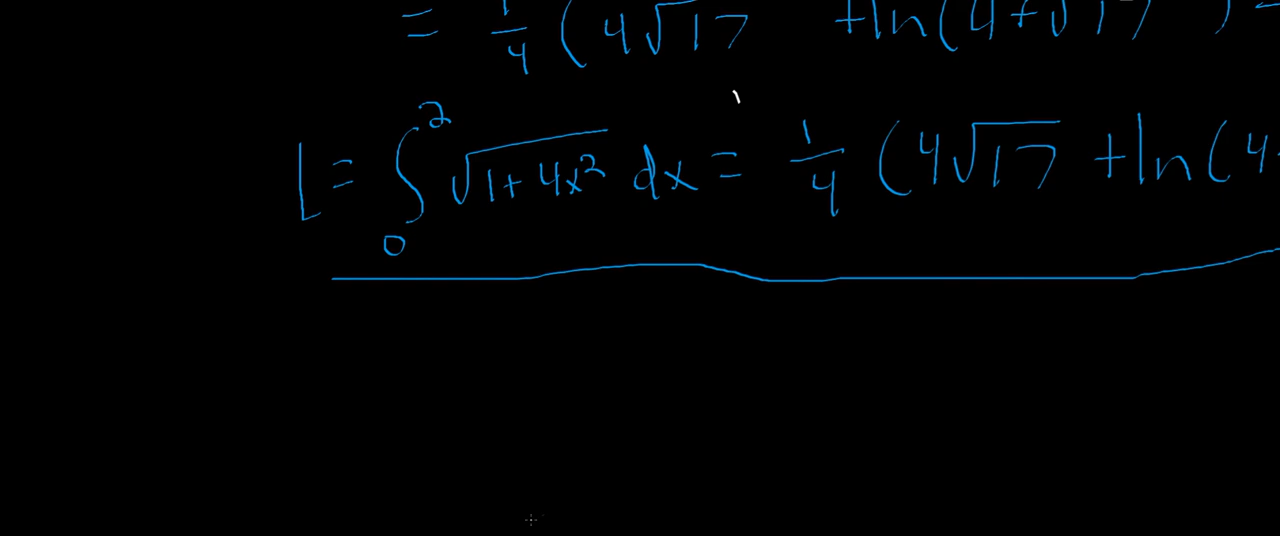 = 1/4 (4√17 + ln(4+√17)
L = ∫₀² √(1+4x²) dx = 1/4 (4√17 + ln(4